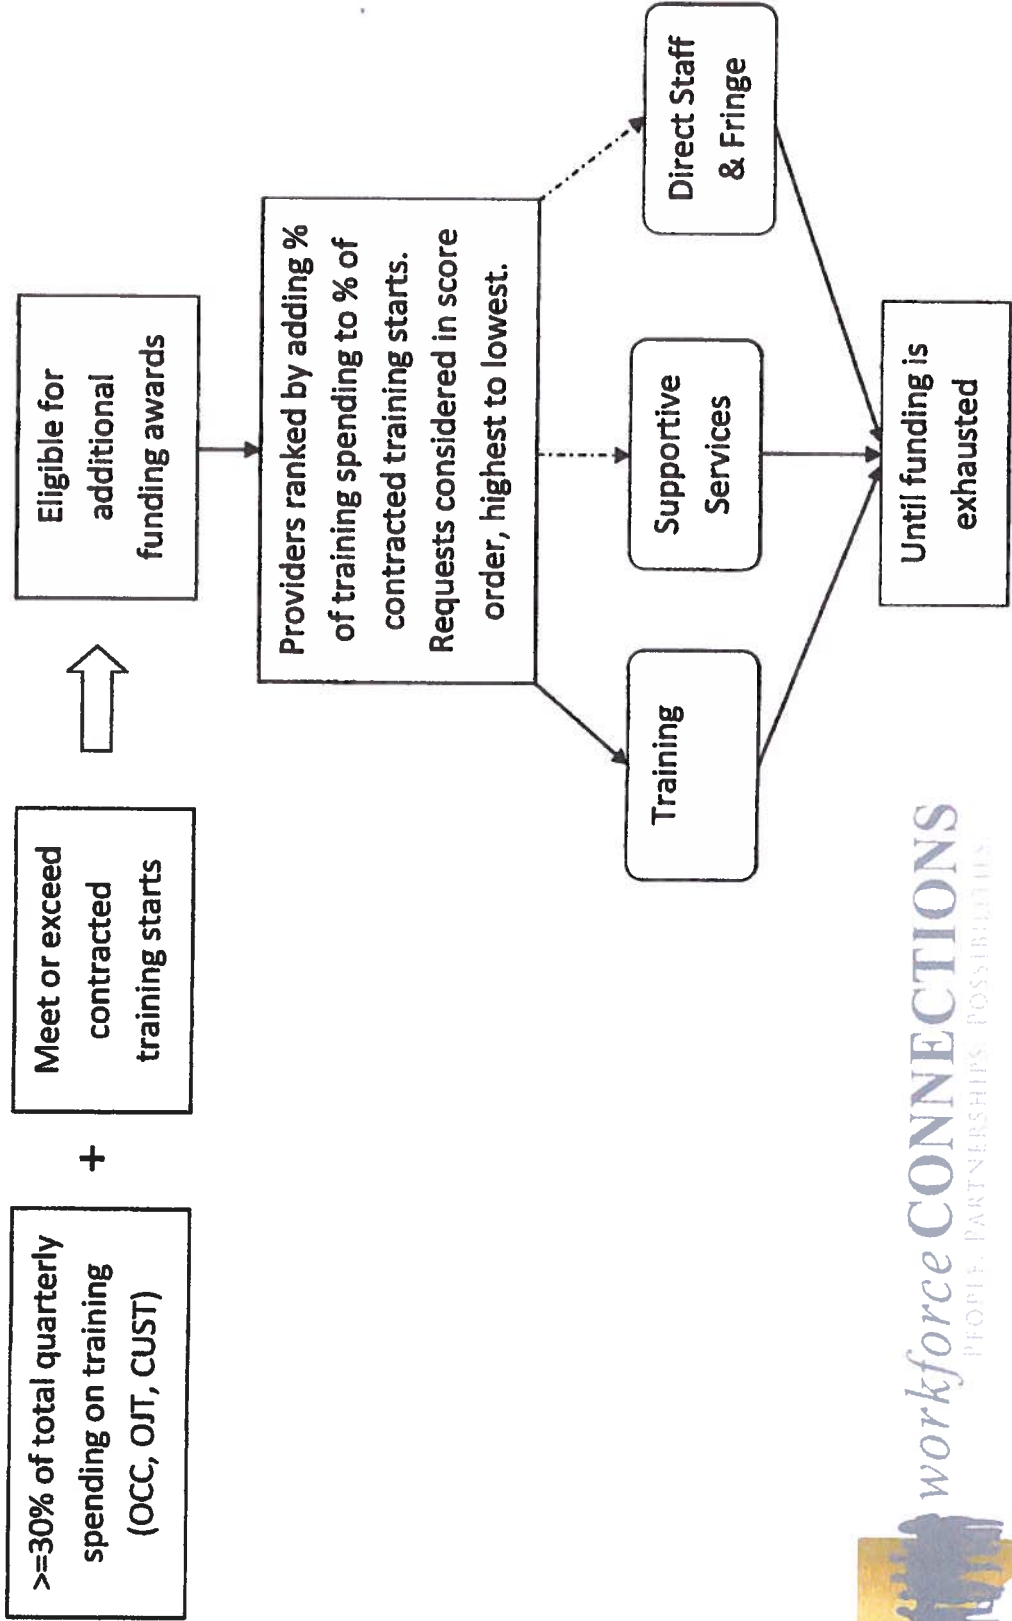 >=30% of total quarterly
spending on training
(OCC, OJT, CUST)
+
Meet or exceed
contracted
training starts
Eligible for
additional
funding awards
Providers ranked by adding %
of training spending to % of
contracted training starts.
Requests considered in score
order, highest to lowest.
Training
Supportive
Services
Direct Staff
& Fringe
Until funding is
exhausted
workforce CONNECTIONS
PEOPLE. PARTNERSHIPS. POSSIBILITIES.